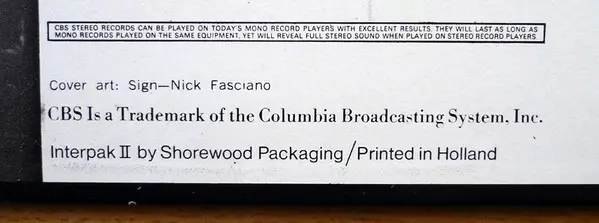 CBS STEREO RECORDS CAN BE PLAYED ON TODAY'S MONO RECORD PLAYERS WITH EXCELLENT RESULTS. THEY WILL LAST AS LONG AS
MONO RECORDS PLAYED ON THE SAME EQUIPMENT, YET WILL REVEAL FULL STEREO SOUND WHEN PLAYED ON STEREO RECORD PLAYERS
Cover art: Sign—Nick Fasciano
CBS Is a Trademark of the Columbia Broadcasting System, Inc.
Interpak II by Shorewood Packaging/Printed in Holland